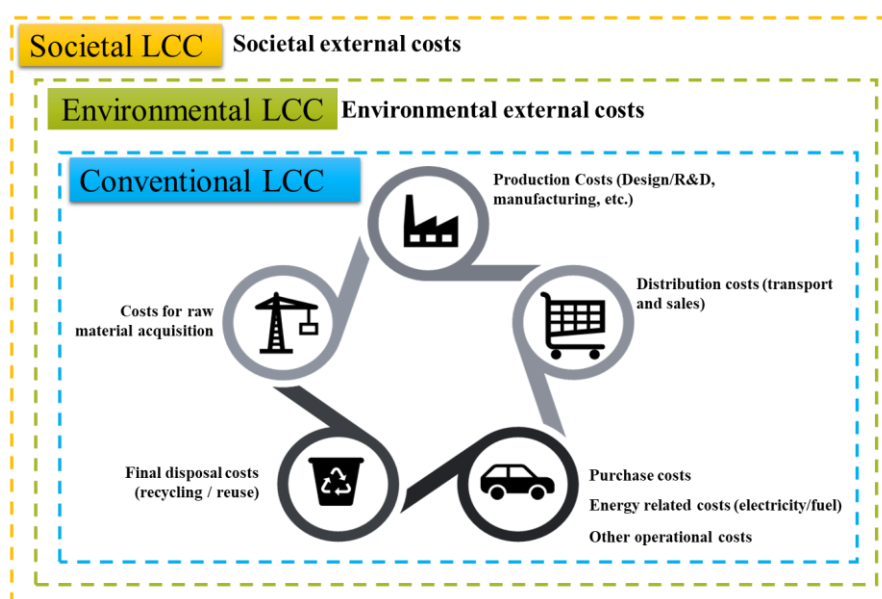 Societal LCC Societal external costs
Environmental LCC Environmental external costs
Conventional LCC
Production Costs (Design/R&D,
manufacturing, etc.)
Distribution costs (transport
and sales)
Costs for raw
material acquisition
Final disposal costs
(recycling / reuse)
Purchase costs
Energy related costs (electricity/fuel)
Other operational costs